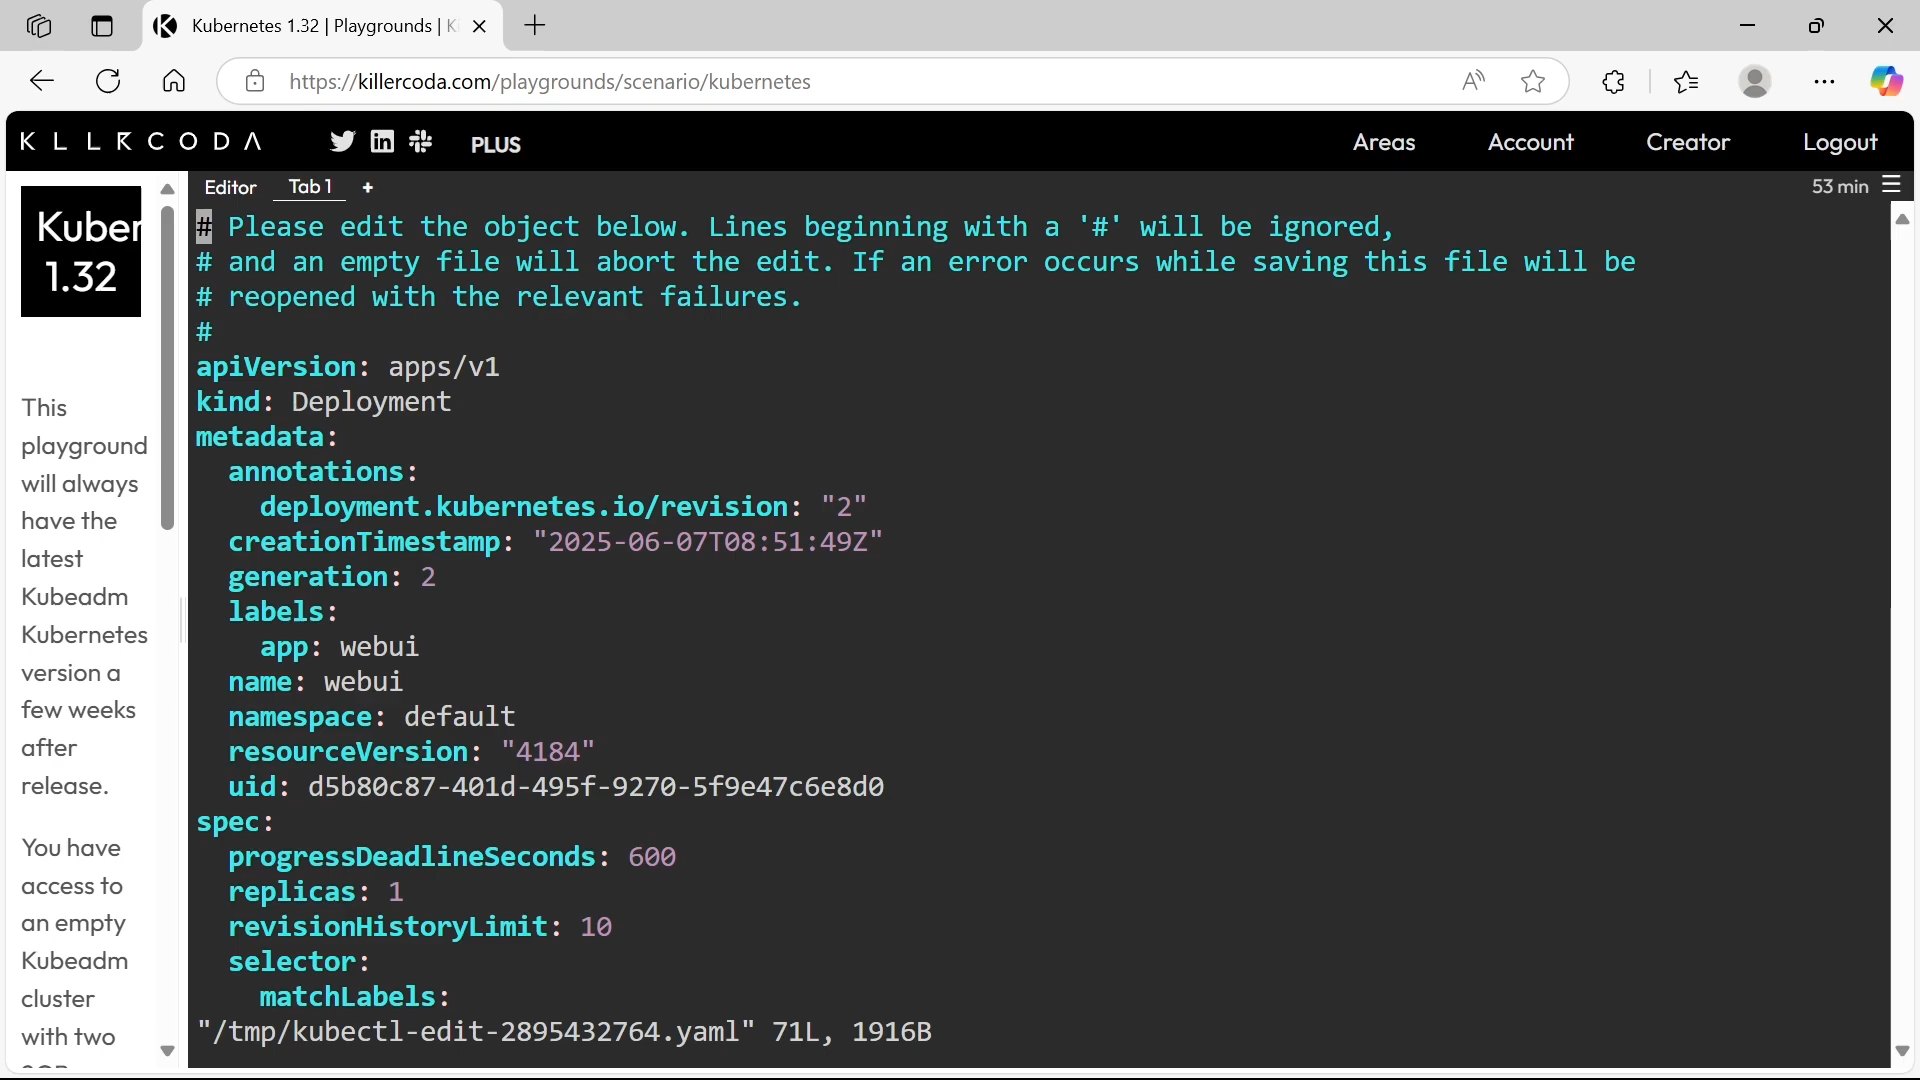 Kubernetes 1.32 | Playgrounds | K
https://killercoda.com/playgrounds/scenario/kubernetes
KLLRCODA
PLUS
Areas
Account
Creator
Logout
Kuber
1.32
This
playground
will always
have the
latest
Kubeadm
Kubernetes
version a
few weeks
after
release.
You have
access to
an empty
Kubeadm
cluster
with two
Editor
Tab 1
+
53 min
# Please edit the object below. Lines beginning with a '#' will be ignored,
# and an empty file will abort the edit. If an error occurs while saving this file will be
# reopened with the relevant failures.
#
apiVersion: apps/v1
kind: Deployment
metadata:
  annotations:
    deployment.kubernetes.io/revision: "2"
  creationTimestamp: "2025-06-07T08:51:49Z"
  generation: 2
  labels:
    app: webui
  name: webui
  namespace: default
  resourceVersion: "4184"
  uid: d5b80c87-401d-495f-9270-5f9e47c6e8d0
spec:
  progressDeadlineSeconds: 600
  replicas: 1
  revisionHistoryLimit: 10
  selector:
    matchLabels:
"/tmp/kubectl-edit-2895432764.yaml" 71L, 1916B